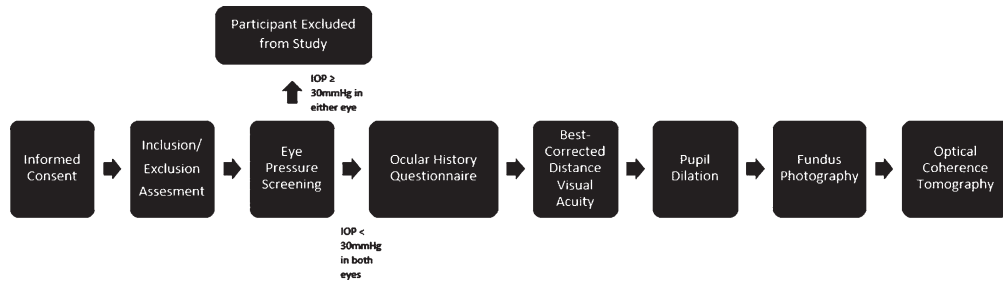 Participant Excluded
from Study
IOP ≥
30mmHg in
either eye
Informed
Consent
Inclusion/
Exclusion
Assesment
Eye
Pressure
Screening
Ocular History
Questionnaire
Best-
Corrected
Distance
Visual
Acuity
Pupil
Dilation
Fundus
Photography
Optical
Coherence
Tomography
IOP <
30mmHg
in both
eyes